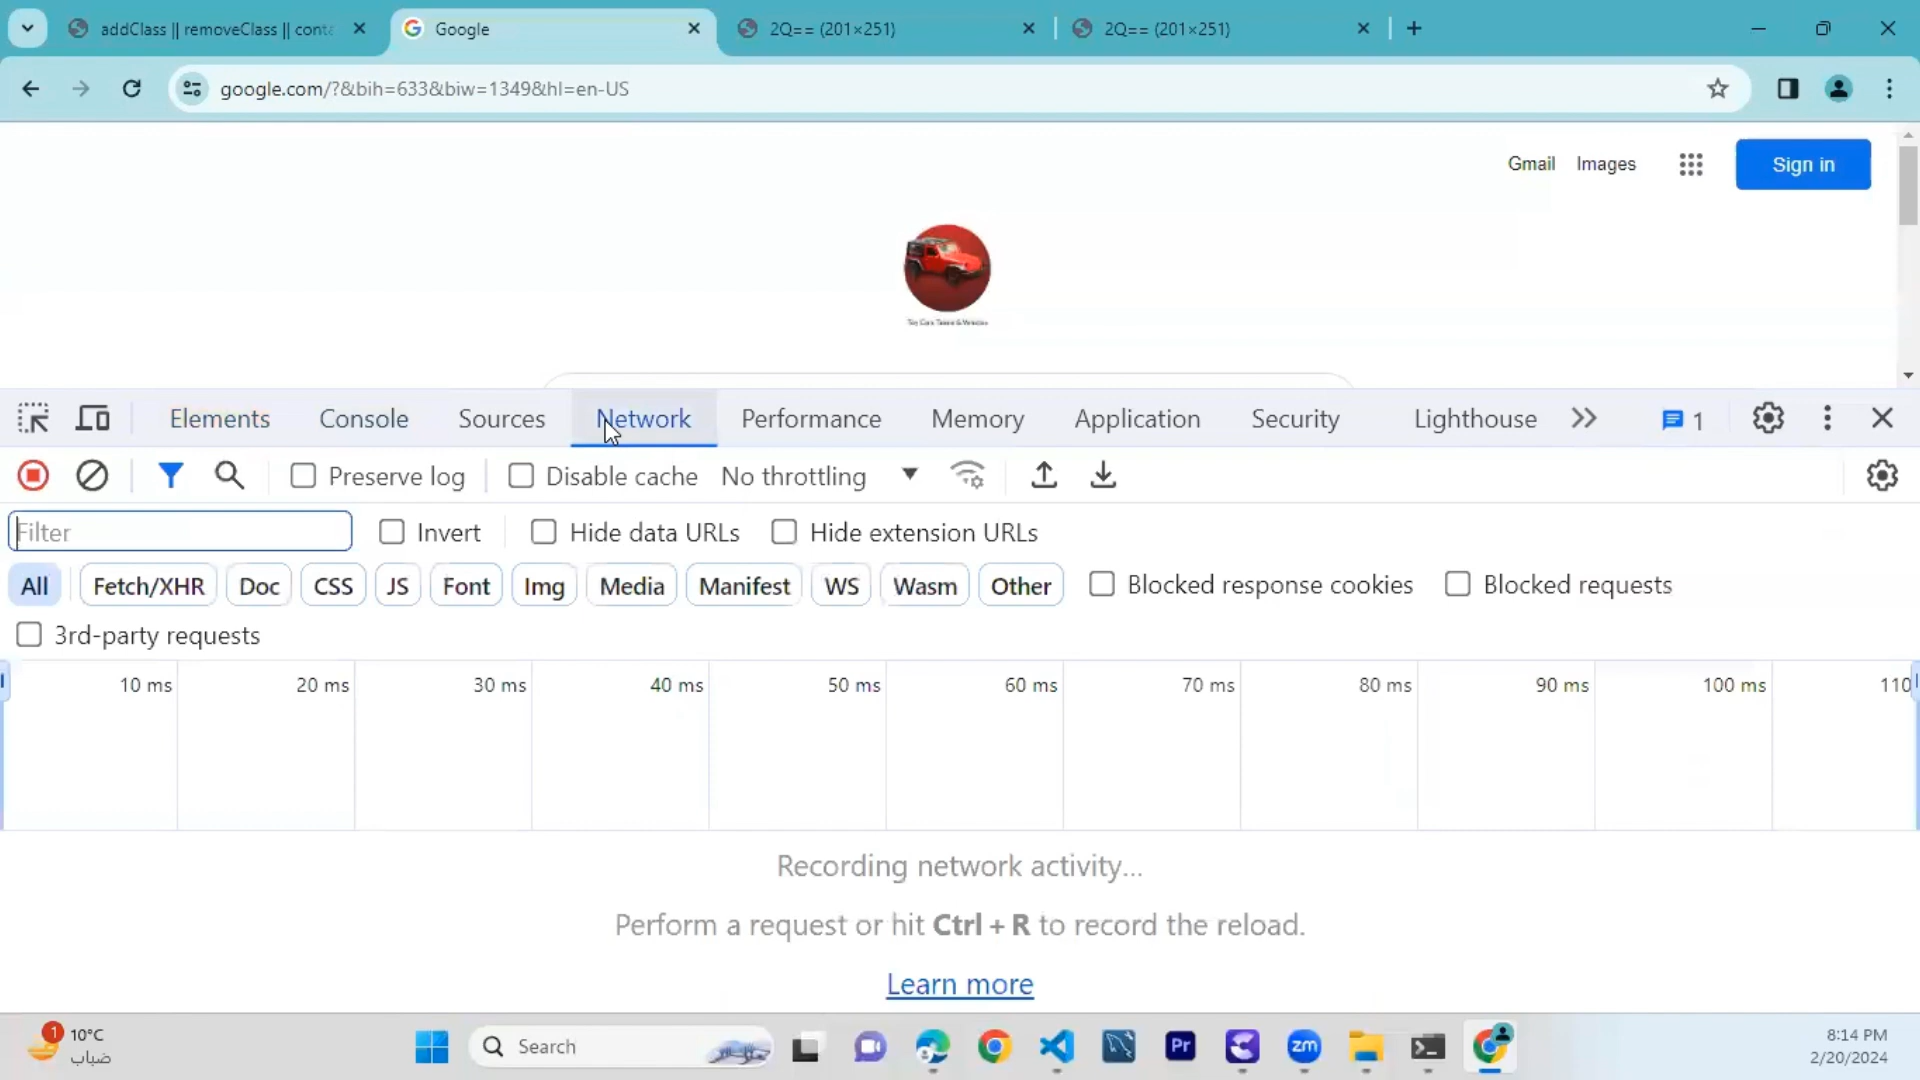 addClass || removeClass || conta
Google
2Q== (201×251)
2Q== (201×251)
google.com/?&bih=633&biw=1349&hl=en-US
Gmail
Images
Sign in
Elements
Console
Sources
Network
Performance
Memory
Application
Security
Lighthouse
1
Preserve log
Disable cache
No throttling
Filter
Invert
Hide data URLs
Hide extension URLs
All
Fetch/XHR
Doc
CSS
JS
Font
Img
Media
Manifest
WS
Wasm
Other
Blocked response cookies
Blocked requests
3rd-party requests
10 ms
20 ms
30 ms
40 ms
50 ms
60 ms
70 ms
80 ms
90 ms
100 ms
110
Recording network activity...
Perform a request or hit Ctrl + R to record the reload.
Learn more
1
10°C
ضباب
Search
Pr
zm
8:14 PM
2/20/2024